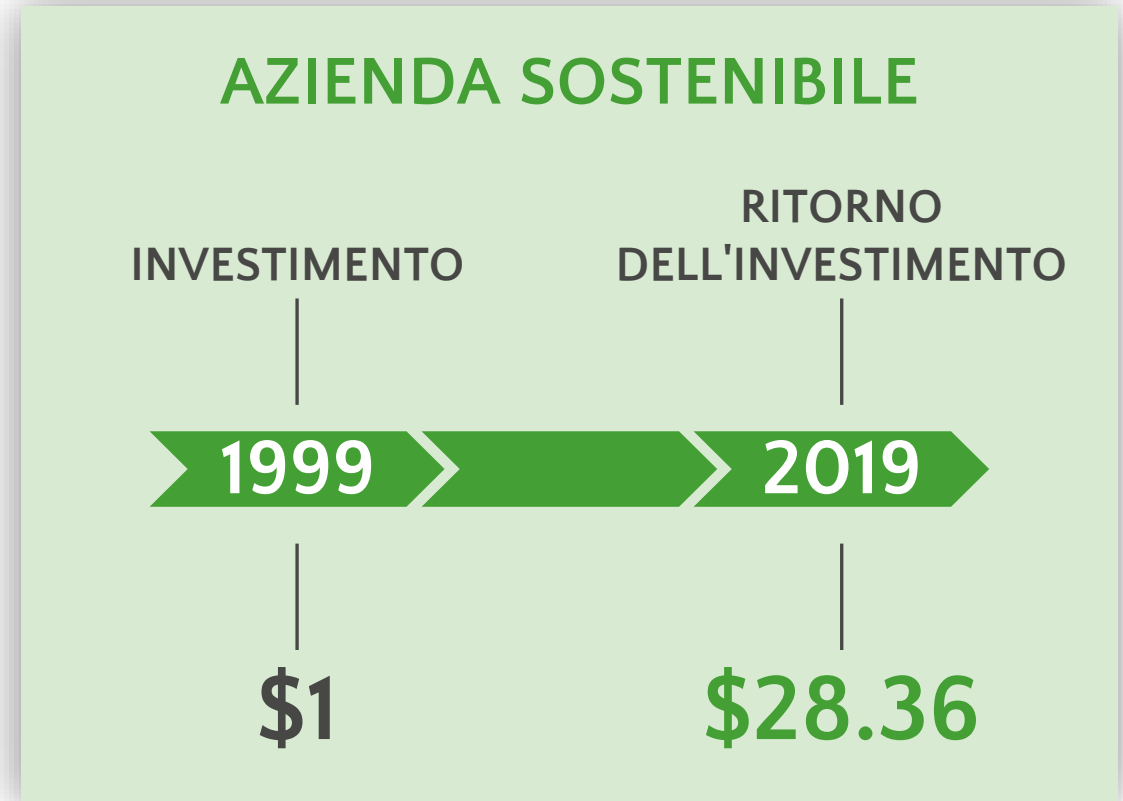 AZIENDA SOSTENIBILE
INVESTIMENTO
RITORNO
DELL'INVESTIMENTO
1999
2019
$1
$28.36